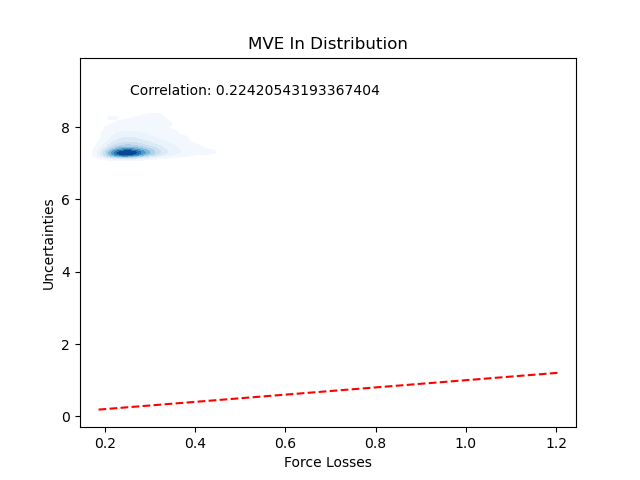 MVE In Distribution
Correlation: 0.22420543193367404
8
6
4
2
0
Uncertainties
0.2 0.4 0.6 0.8 1.0 1.2
Force Losses